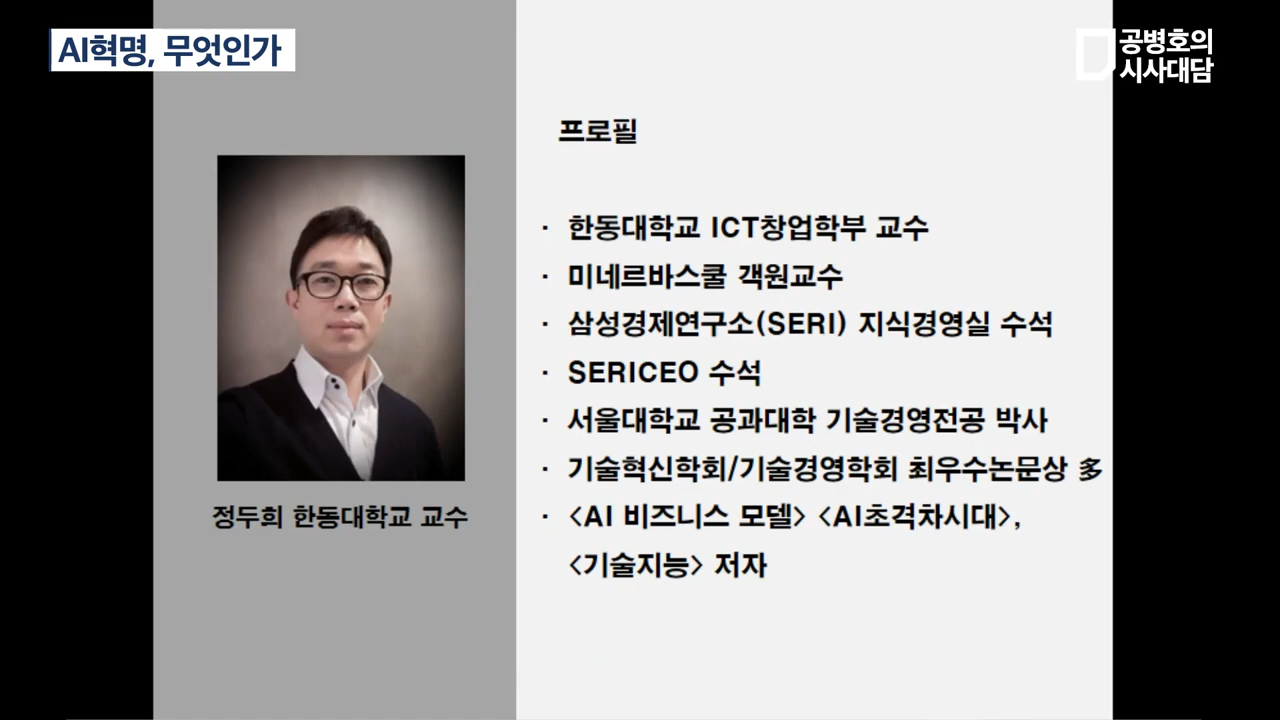 AI혁명, 무엇인가
공병호의
시사대담
프로필
· 한동대학교 ICT창업학부 교수
· 미네르바스쿨 객원교수
· 삼성경제연구소(SERI) 지식경영실 수석
· SERICEO 수석
· 서울대학교 공과대학 기술경영전공 박사
· 기술혁신학회/기술경영학회 최우수논문상 多
· <AI 비즈니스 모델> <AI초격차시대>,
<기술지능> 저자
정두희 한동대학교 교수